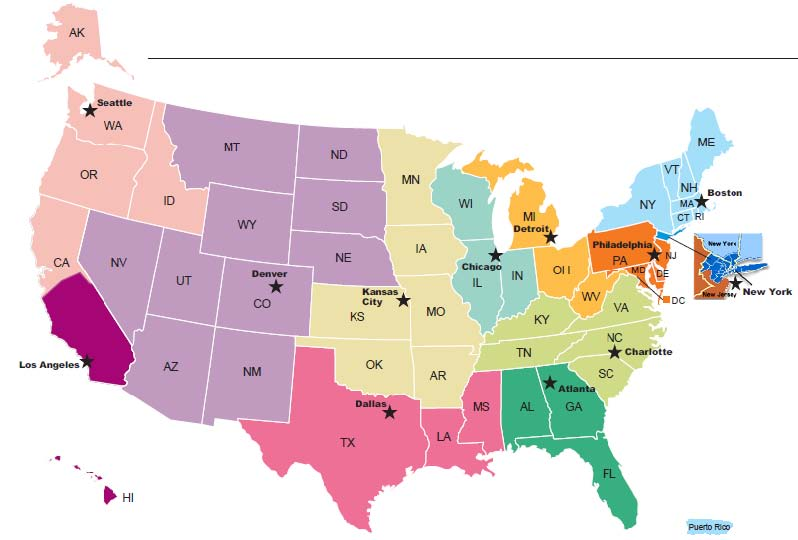 AK
Seattle
WA
OR
ID
CA
NV
MT
WY
UT
Denver
CO
AZ
NM
ND
SD
NE
KS
Kansas
City
MN
IA
MO
OK
AR
Dallas
TX
LA
MS
WI
IL
Chicago
IN
MI
Detroit
OH
WV
KY
TN
VA
NC
Charlotte
SC
AL
Atlanta
GA
FL
Philadelphia
PA
NJ
MD
DE
DC
NY
VT
NH
ME
MA
CT
RI
Boston
New York
New Jersey
New York
Los Angeles
HI
Puerto Rico